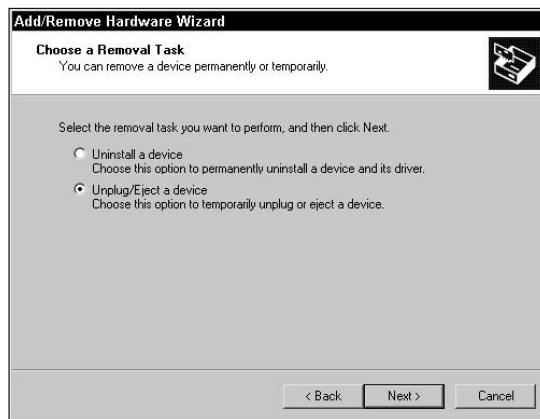 Add/Remove Hardware Wizard
Choose a Removal Task
You can remove a device permanently or temporarily.
Select the removal task you want to perform, and then click Next.
Uninstall a device
Choose this option to permanently uninstall a device and its driver.
Unplug/Eject a device
Choose this option to temporarily unplug or eject a device.
< Back
Next >
Cancel